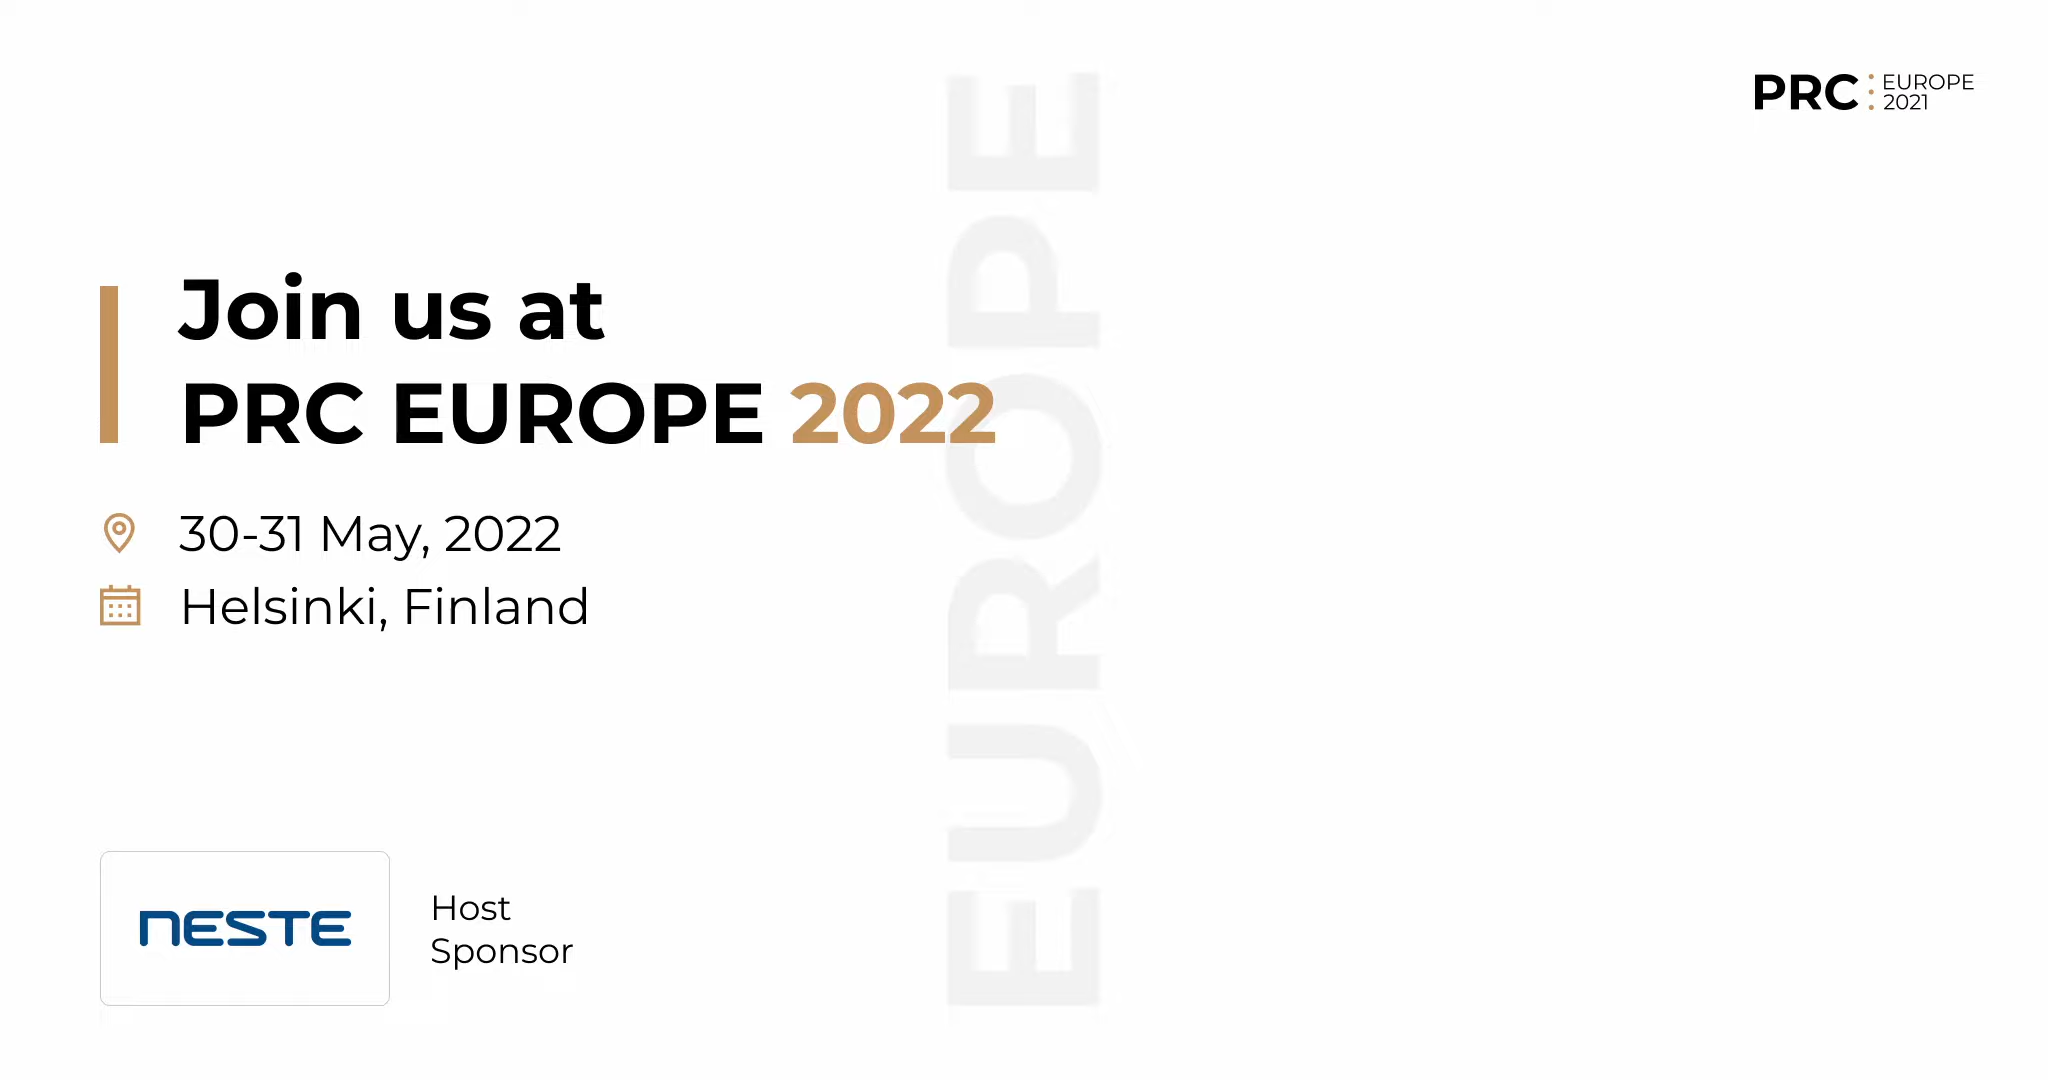 PRC EUROPE
2021
Join us at
PRC EUROPE 2022
30-31 May, 2022
Helsinki, Finland
EUROPE
NESTE
Host
Sponsor